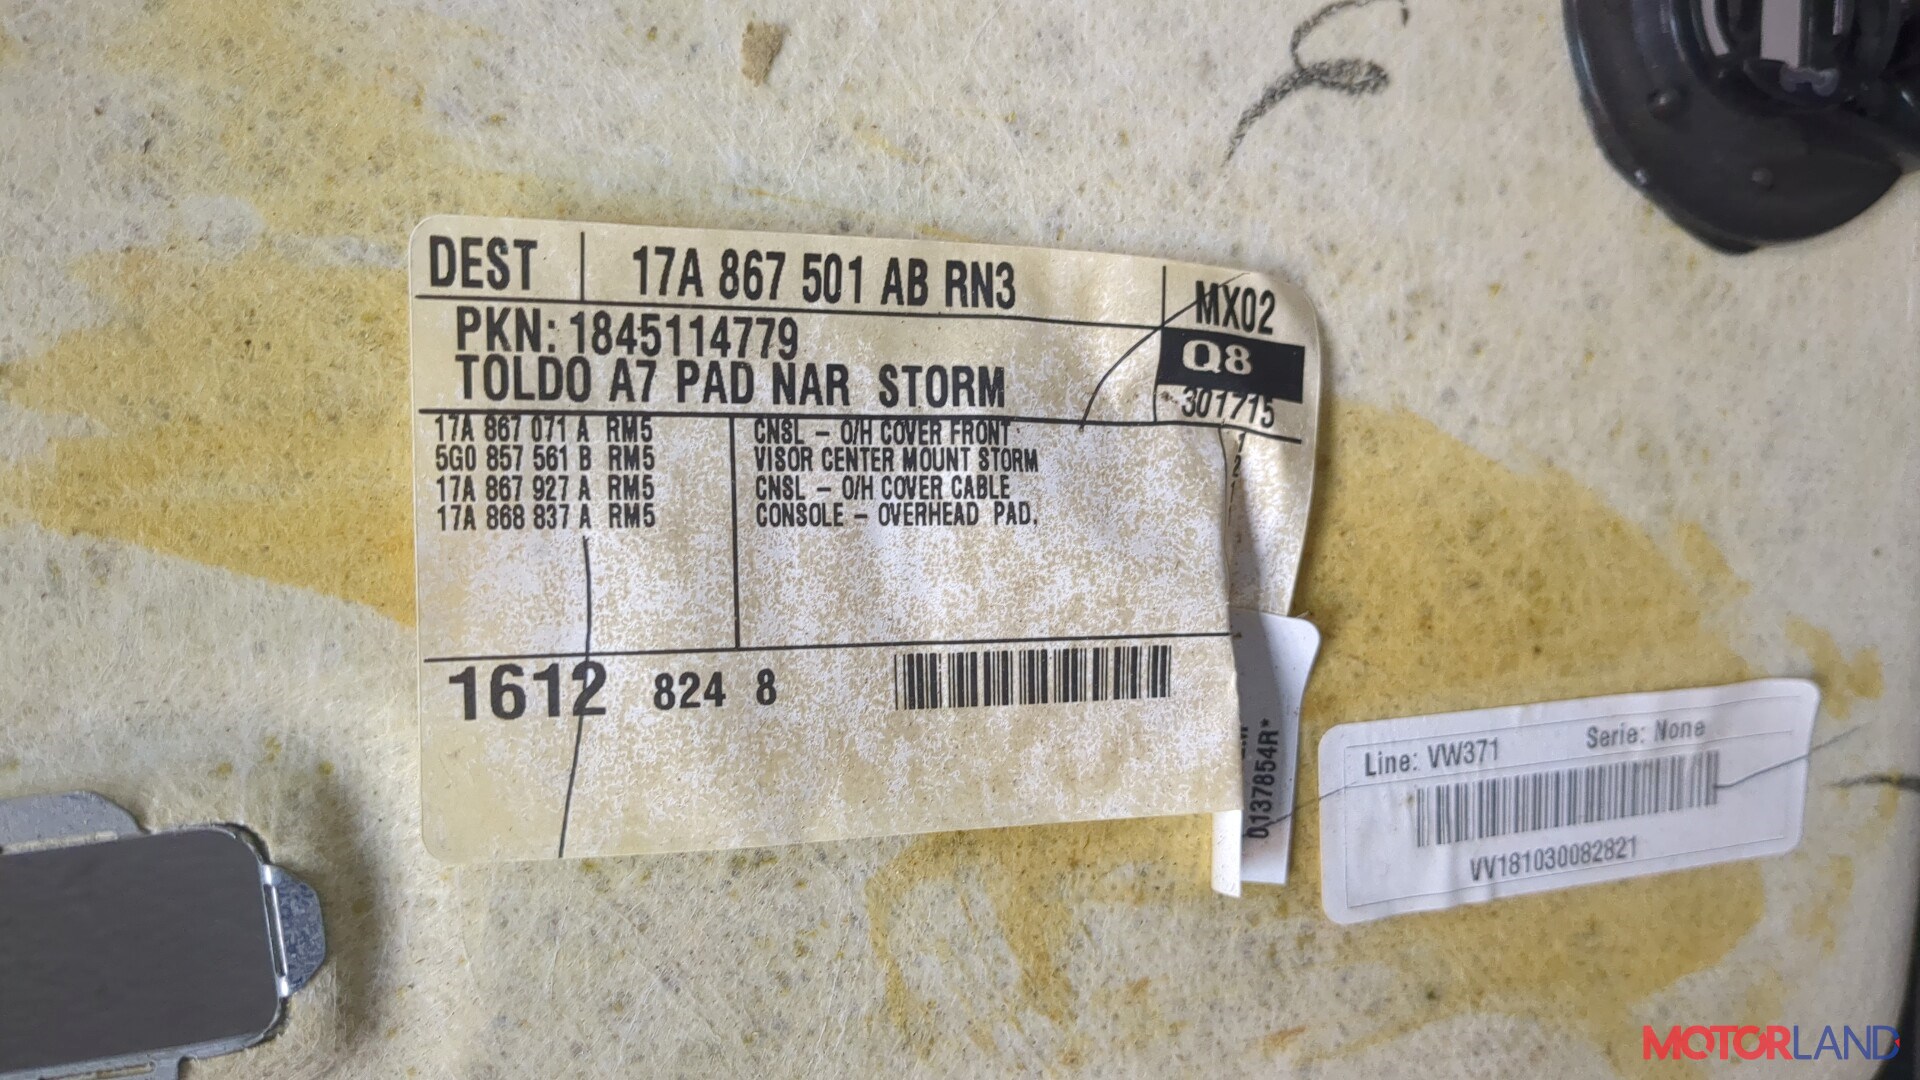 DEST 17A 867 501 AB RN3 MX02
PKN: 1845114779 Q8
TOLDO A7 PAD NAR STORM 301715
17A 867 071 A RM5 CNSL - O/H COVER FRONT
5G0 857 561 B RM5 VISOR CENTER MOUNT STORM
17A 867 927 A RM5 CNSL - O/H COVER CABLE
17A 868 837 A RM5 CONSOLE - OVERHEAD PAD.
1612 824 8
0137854R*
Line: VW371 Serie: None
VV181030082821
MOTORLAND